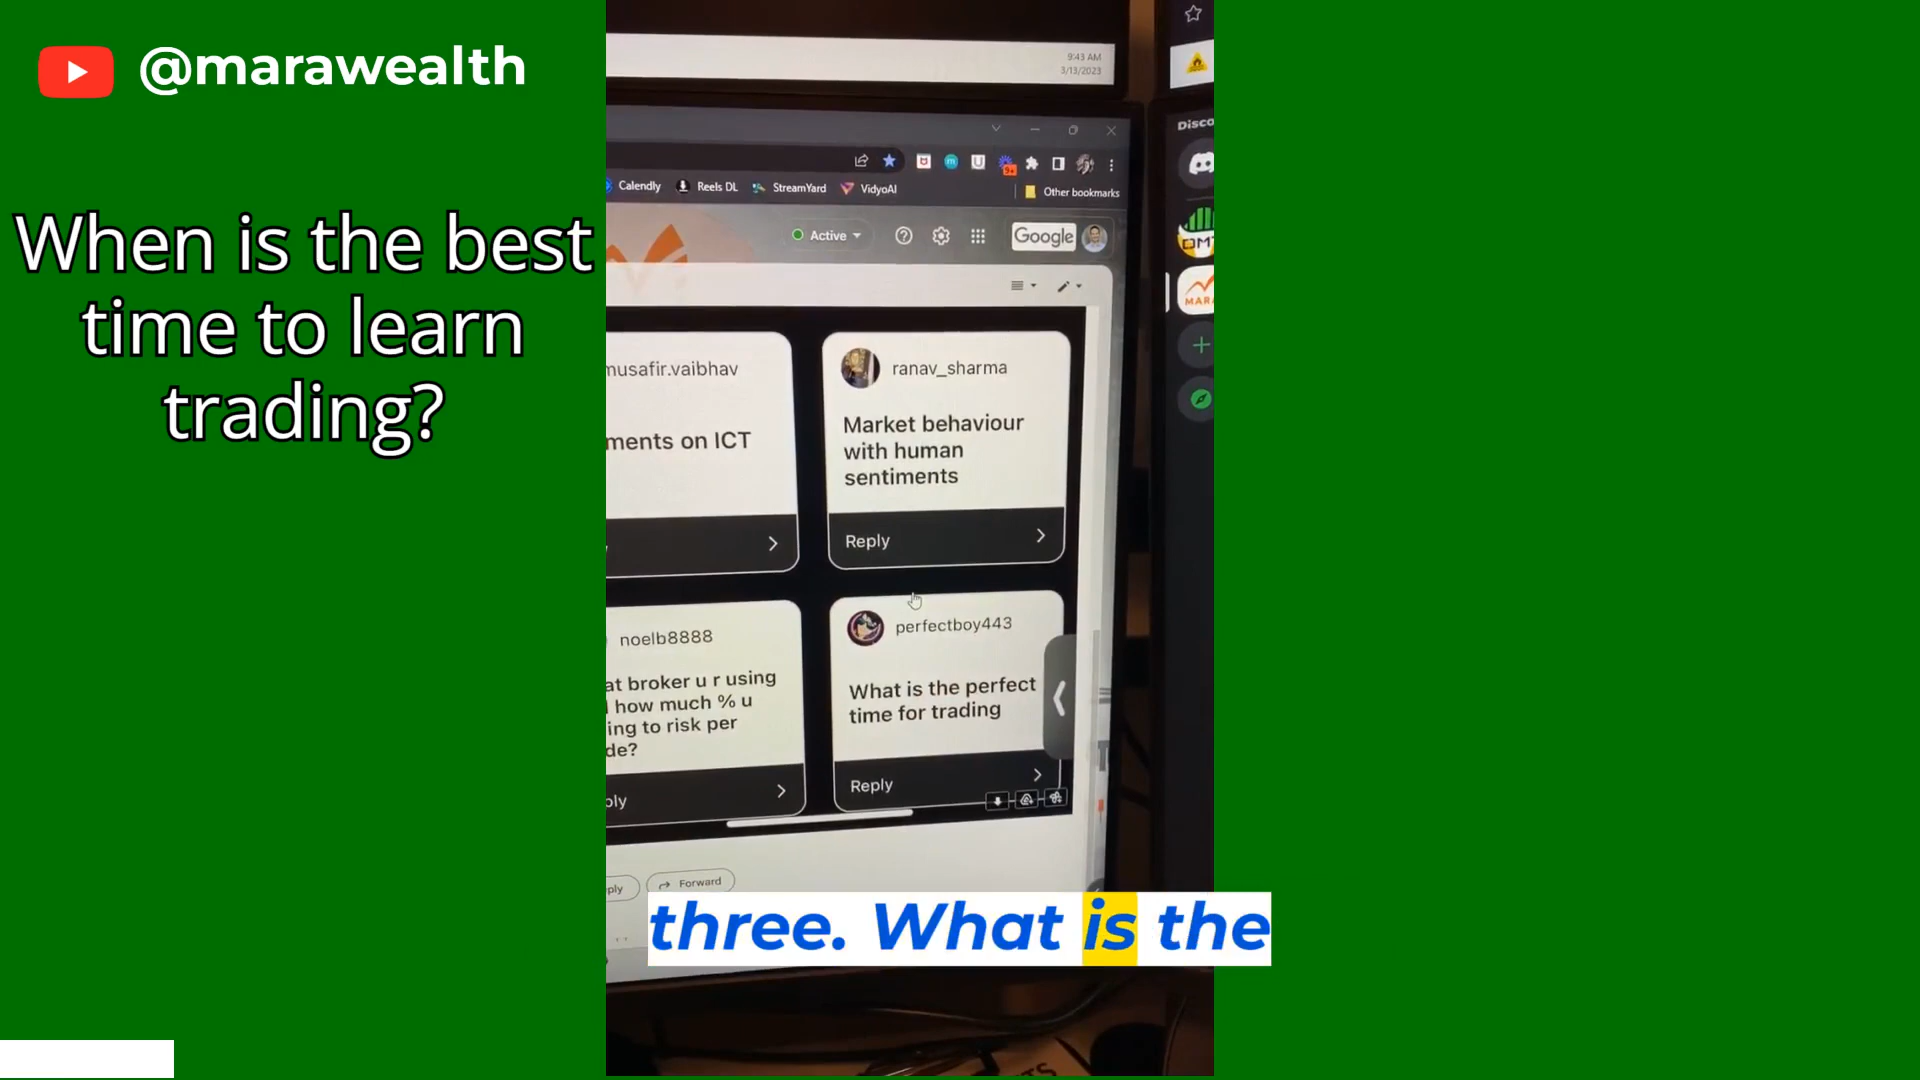 @marawealth
When is the best
time to learn
trading?
9:43 AM
3/13/2023
Disco
Calendly
Reels DL
StreamYard
VidyoAI
Other bookmarks
Active
Google
MARA
musafir.vaibhav
ments on ICT
ranav_sharma
Market behaviour
with human
sentiments
Reply
noelb8888
at broker u r using
how much % u
ing to risk per
de?
ply
perfectboy443
What is the perfect
time for trading
Reply
ply
Forward
three. What is the